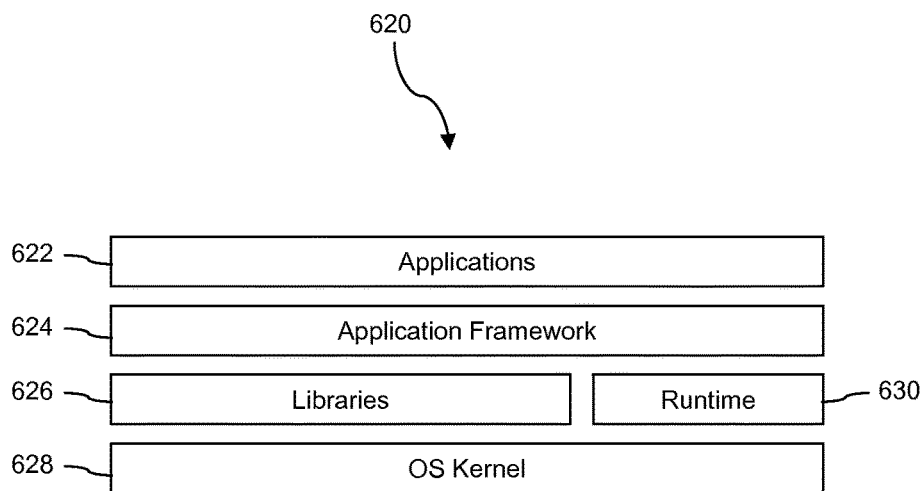 620
622 Applications
624 Application Framework
626 Libraries Runtime 630
628 OS Kernel